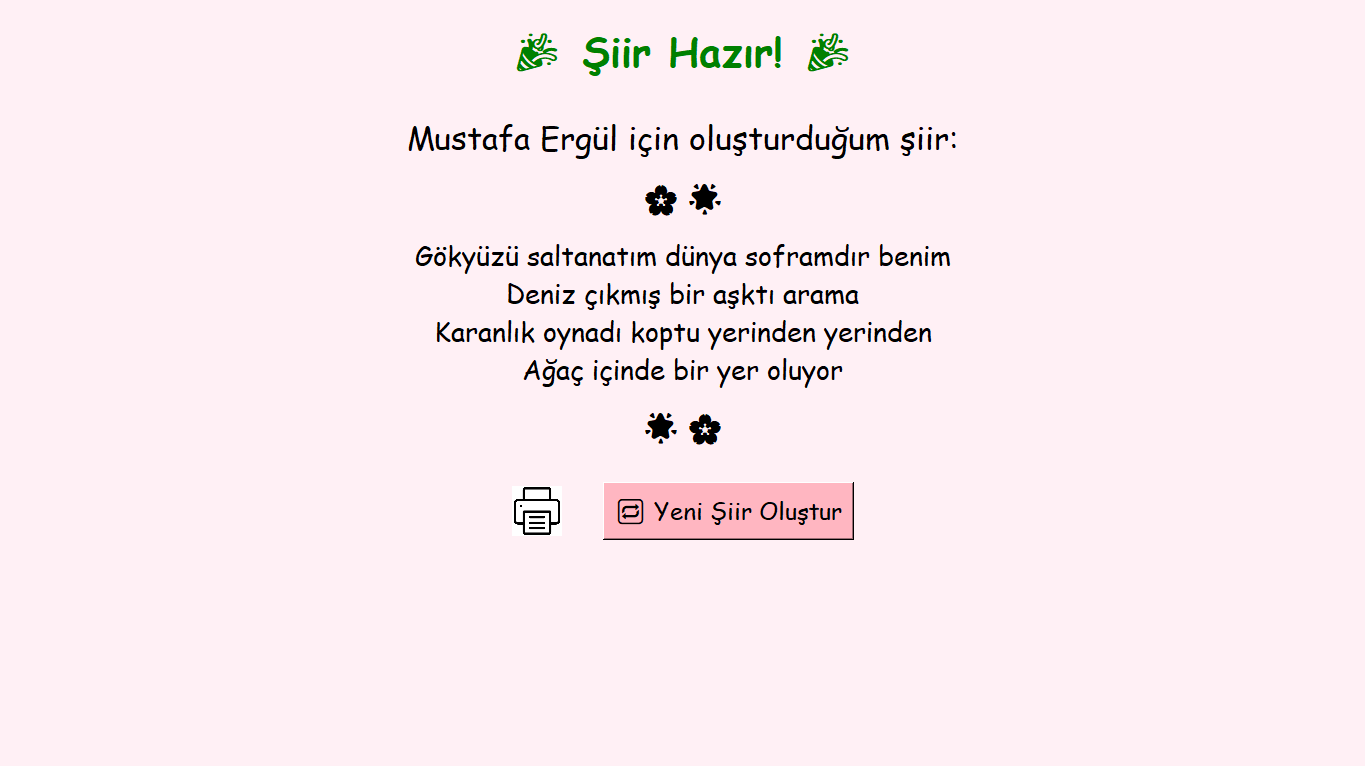 🎉 Şiir Hazır! 🎉
Mustafa Ergül için oluşturduğum şiir:
🌸 🌟
Gökyüzü saltanatım dünya soframdır benim
Deniz çıkmış bir aşktı arama
Karanlık oynadı koptu yerinden yerinden
Ağaç içinde bir yer oluyor
🌟 🌸
🔁 Yeni Şiir Oluştur